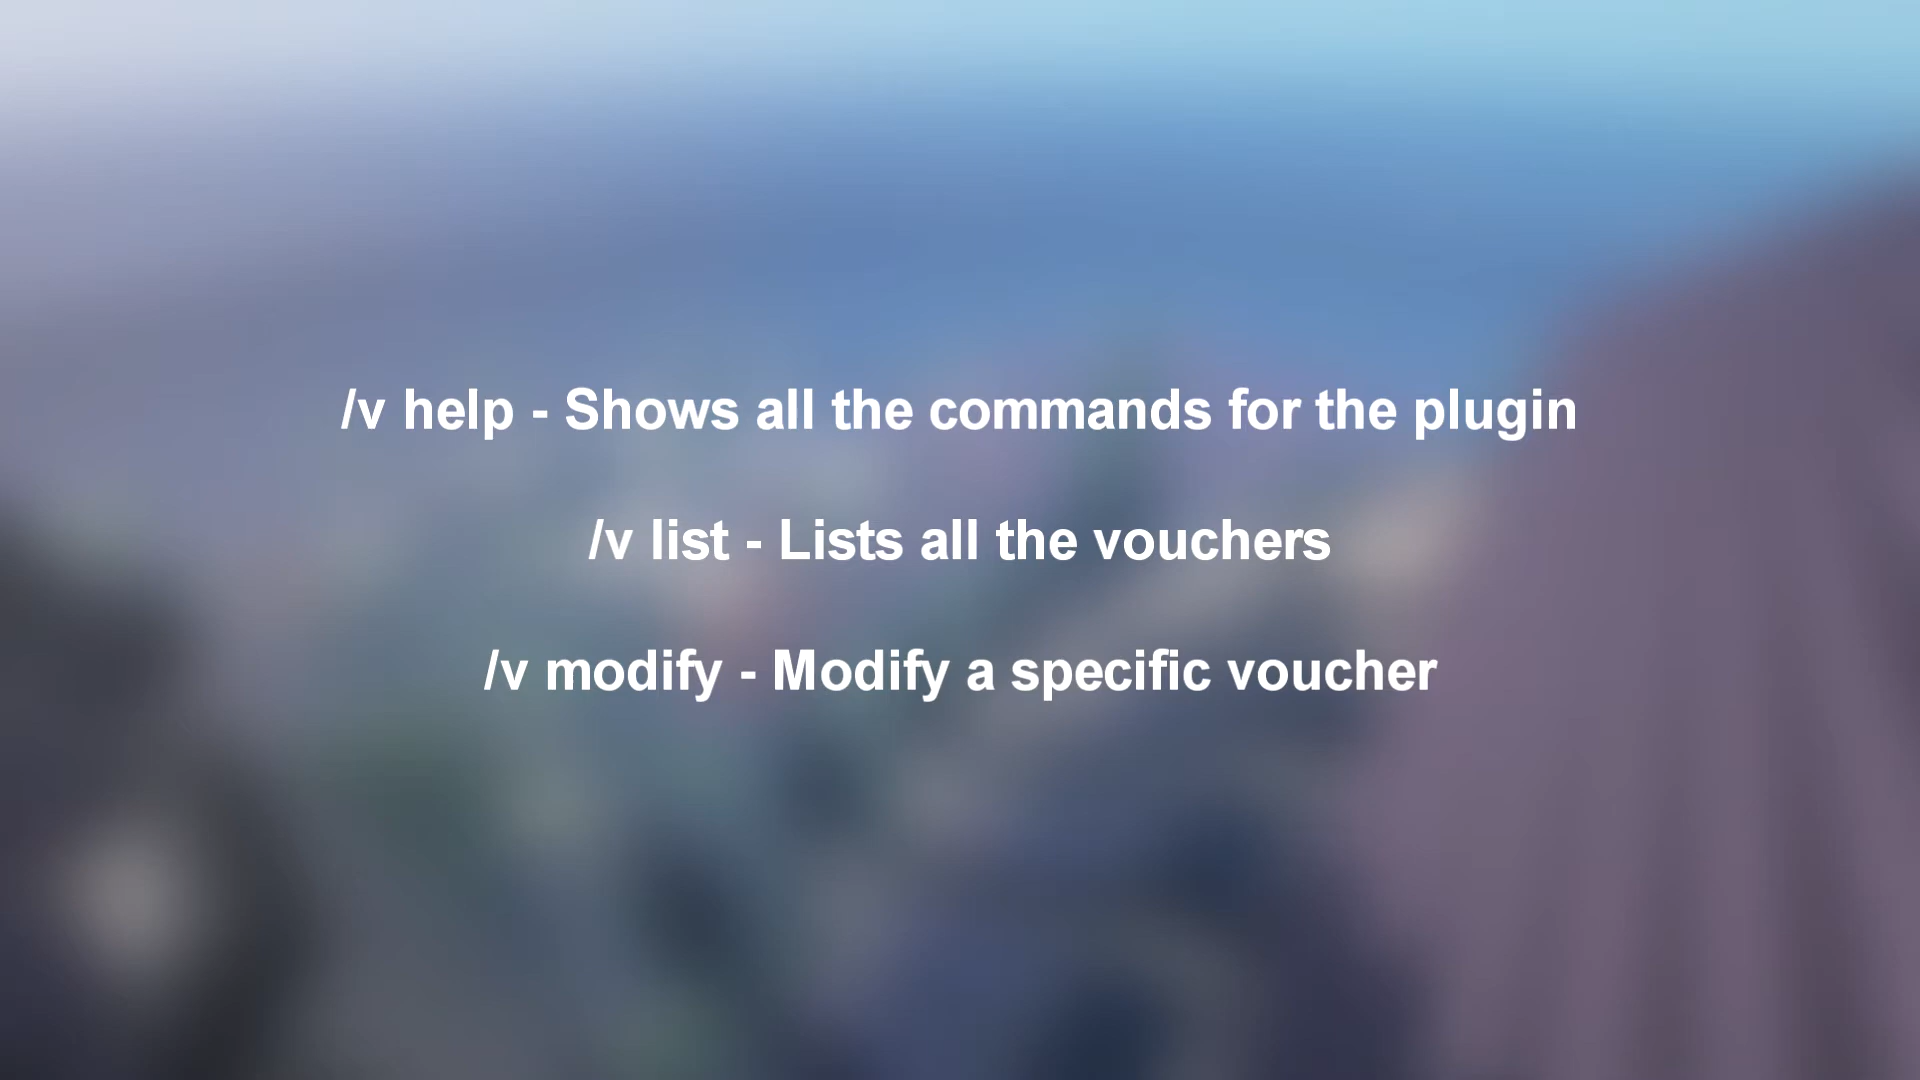 /v help - Shows all the commands for the plugin
/v list - Lists all the vouchers
/v modify - Modify a specific voucher